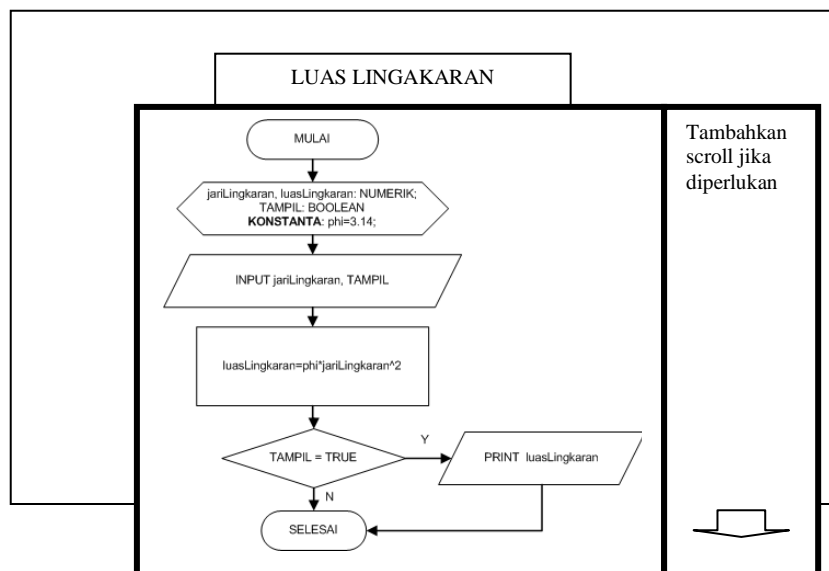 LUAS LINGAKARAN
MULAI
jariLingkaran, luasLingkaran: NUMERIK;
TAMPIL: BOOLEAN
KONSTANTA: phi=3.14;
INPUT jariLingkaran, TAMPIL
luasLingkaran=phi*jariLingkaran^2
TAMPIL = TRUE
Y
PRINT luasLingkaran
N
SELESAI
Tambahkan
scroll jika
diperlukan